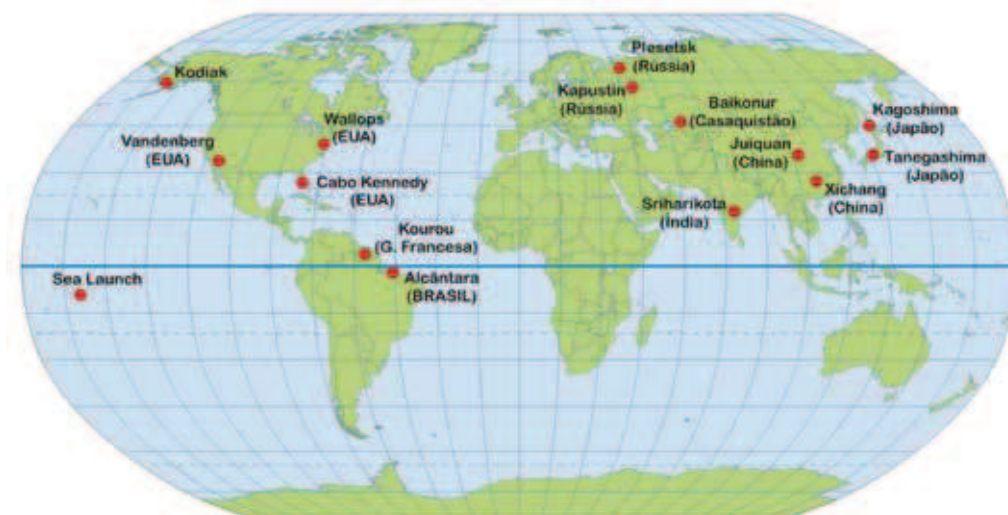 Plesetsk
(Rússia)
Kodiak
Kapustin
(Rússia)
Baikonur
(Casaquistão)
Kagoshima
(Japão)
Wallops
(EUA)
Vandenberg
(EUA)
Juiquan
(China)
Tanegashima
(Japão)
Cabo Kennedy
(EUA)
Xichang
(China)
Sriharikota
(Índia)
Kourou
(G. Francesa)
Sea Launch
Alcântara
(BRASIL)